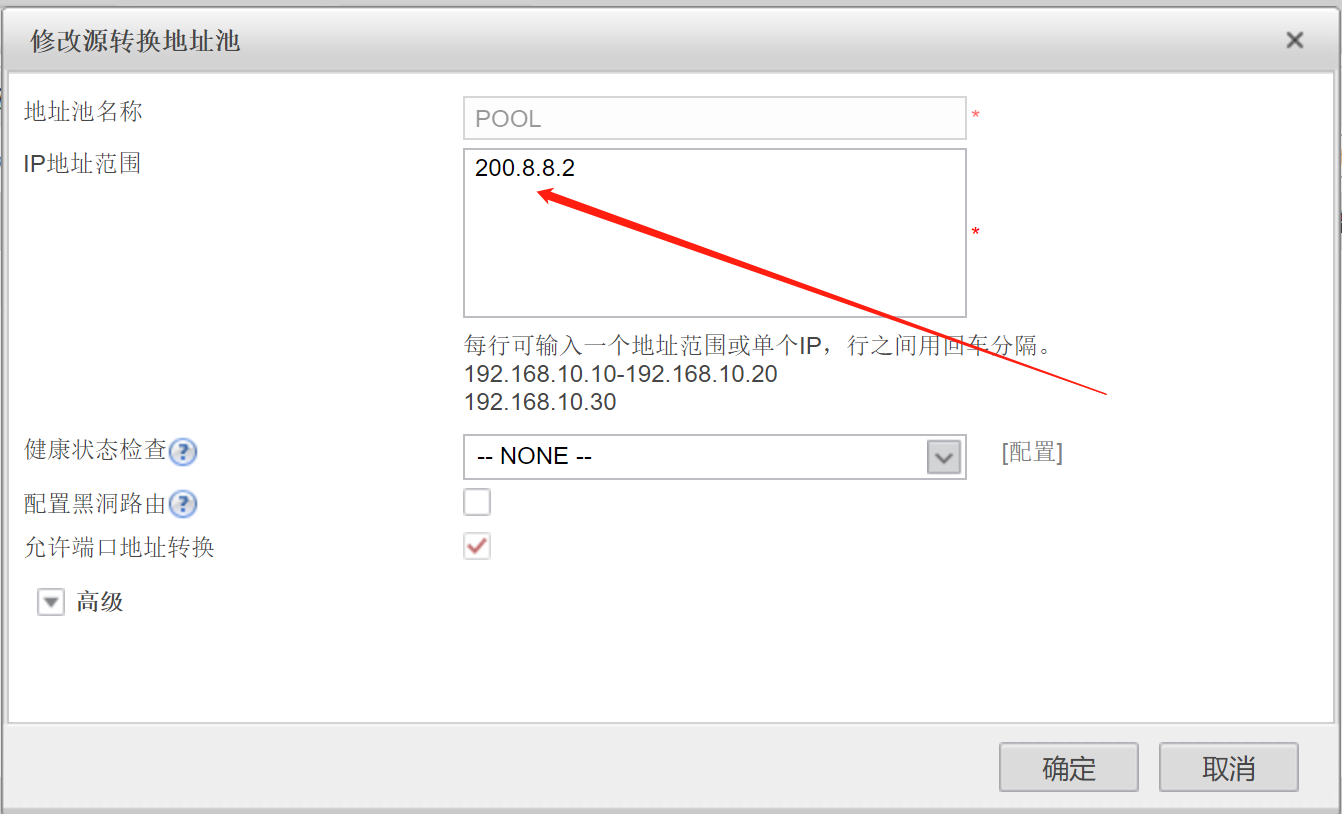 修改源转换地址池
地址池名称
POOL
*
IP地址范围
200.8.8.2
*
每行可输入一个地址范围或单个IP，行之间用回车分隔。
192.168.10.10-192.168.10.20
192.168.10.30
健康状态检查 ?
-- NONE --
[配置]
配置黑洞路由 ?
允许端口地址转换
高级
确定
取消